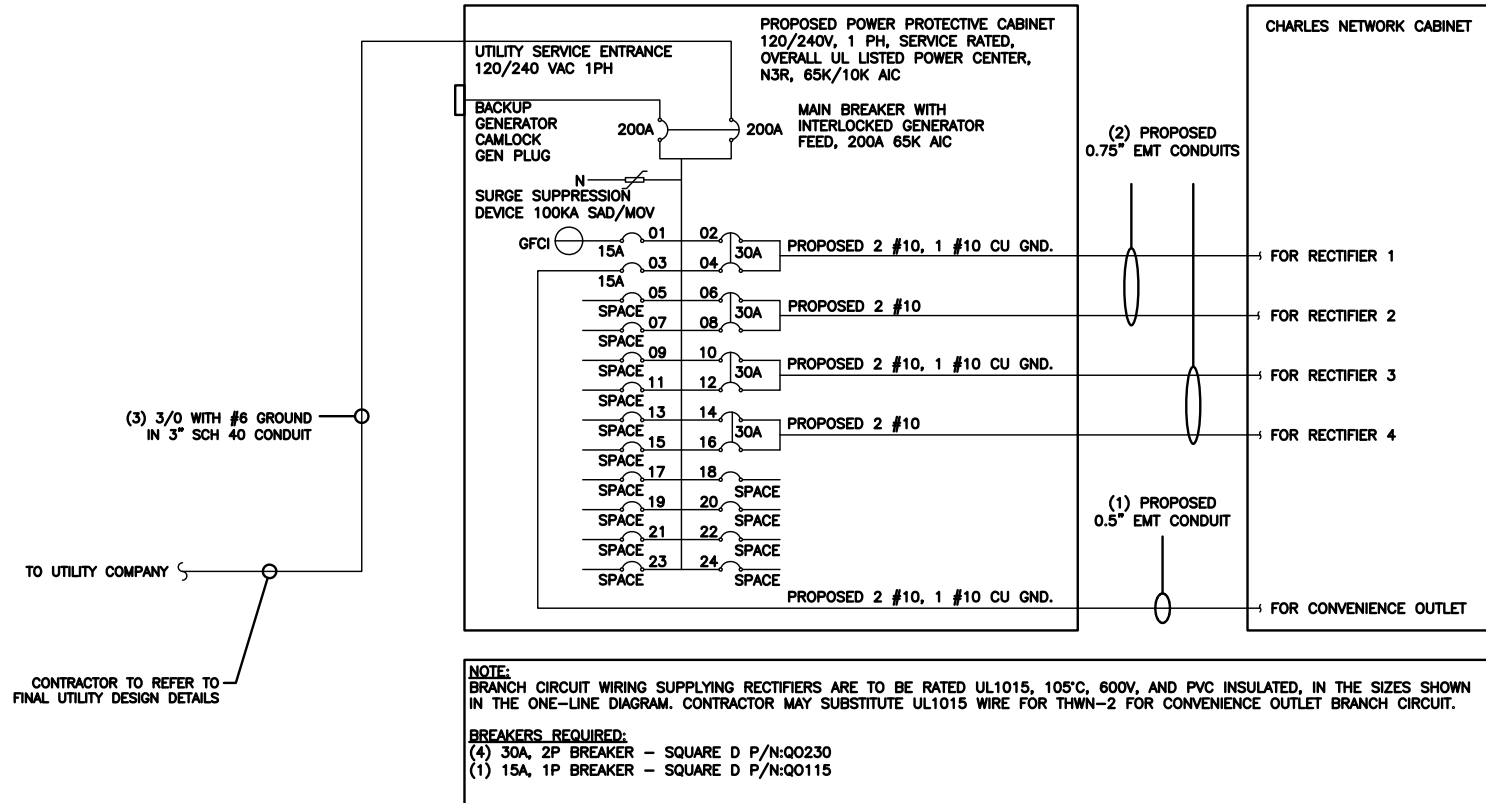 PROPOSED POWER PROTECTIVE CABINET
120/240V, 1 PH, SERVICE RATED,
OVERALL UL LISTED POWER CENTER,
N3R, 65K/10K AIC
CHARLES NETWORK CABINET
UTILITY SERVICE ENTRANCE
120/240 VAC 1PH
BACKUP
GENERATOR
CAMLOCK
GEN PLUG
200A
200A
MAIN BREAKER WITH
INTERLOCKED GENERATOR
FEED, 200A 65K AIC
(2) PROPOSED
0.75" EMT CONDUITS
N
SURGE SUPPRESSION
DEVICE 100KA SAD/MOV
GFCI
15A
01
02
30A
PROPOSED 2 #10, 1 #10 CU GND.
FOR RECTIFIER 1
15A
03
04
SPACE
05
06
30A
PROPOSED 2 #10
FOR RECTIFIER 2
SPACE
07
08
SPACE
09
10
30A
PROPOSED 2 #10, 1 #10 CU GND.
FOR RECTIFIER 3
SPACE
11
12
SPACE
13
14
30A
PROPOSED 2 #10
FOR RECTIFIER 4
SPACE
15
16
SPACE
17
18
SPACE
SPACE
19
20
SPACE
SPACE
21
22
SPACE
SPACE
23
24
SPACE
(3) 3/0 WITH #6 GROUND
IN 3" SCH 40 CONDUIT
(1) PROPOSED
0.5" EMT CONDUIT
TO UTILITY COMPANY
PROPOSED 2 #10, 1 #10 CU GND.
FOR CONVENIENCE OUTLET
CONTRACTOR TO REFER TO
FINAL UTILITY DESIGN DETAILS
NOTE:
BRANCH CIRCUIT WIRING SUPPLYING RECTIFIERS ARE TO BE RATED UL1015, 105°C, 600V, AND PVC INSULATED, IN THE SIZES SHOWN
IN THE ONE-LINE DIAGRAM. CONTRACTOR MAY SUBSTITUTE UL1015 WIRE FOR THWN-2 FOR CONVENIENCE OUTLET BRANCH CIRCUIT.
BREAKERS REQUIRED:
(4) 30A, 2P BREAKER - SQUARE D P/N:QO230
(1) 15A, 1P BREAKER - SQUARE D P/N:QO115